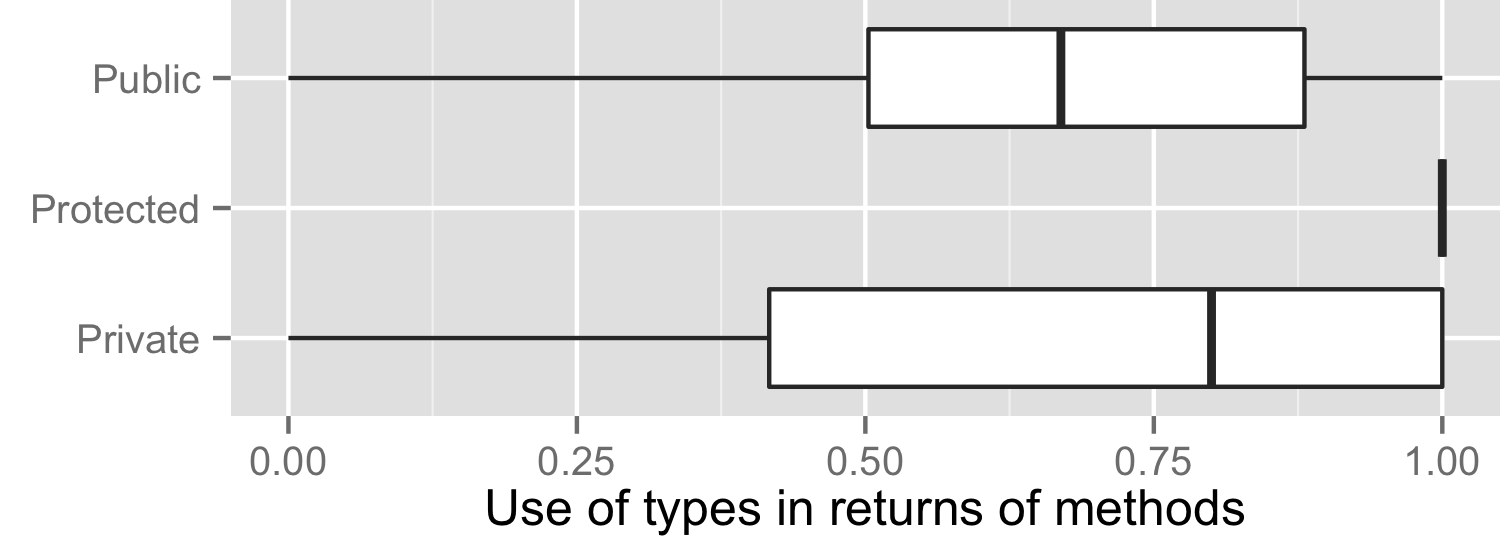 Public
Protected
Private
0.00 0.25 0.50 0.75 1.00
Use of types in returns of methods